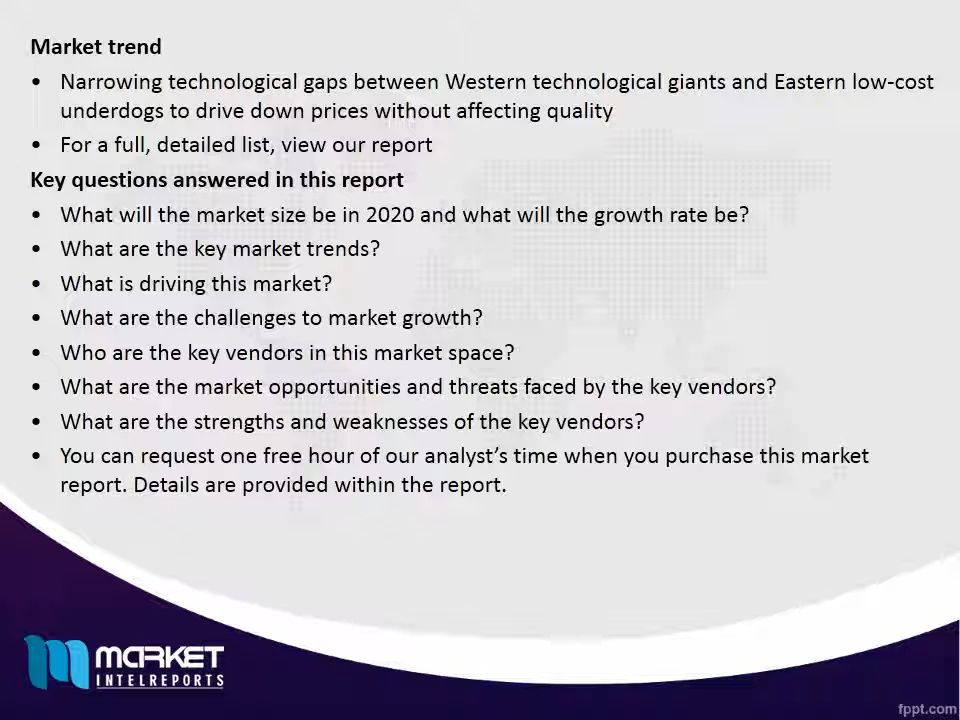 Market trend
• Narrowing technological gaps between Western technological giants and Eastern low-cost
underdogs to drive down prices without affecting quality
• For a full, detailed list, view our report
Key questions answered in this report
• What will the market size be in 2020 and what will the growth rate be?
• What are the key market trends?
• What is driving this market?
• What are the challenges to market growth?
• Who are the key vendors in this market space?
• What are the market opportunities and threats faced by the key vendors?
• What are the strengths and weaknesses of the key vendors?
• You can request one free hour of our analyst’s time when you purchase this market
report. Details are provided within the report.
MARKET
INTELREPORTS
fppt.com